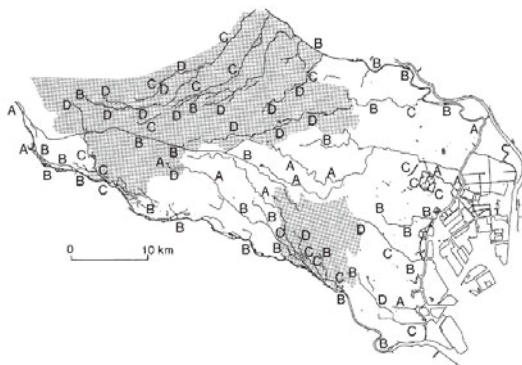 B
C D
B
D C C B
C D C
B D
D D B D D B C
A B
D D C D D A
B D B
B
A C B B
B B A A A C A
B B C C D A A C
C A A C
B B B B B
B C D D B
B C C B C B
B C B D A
B C
B
0 10 km